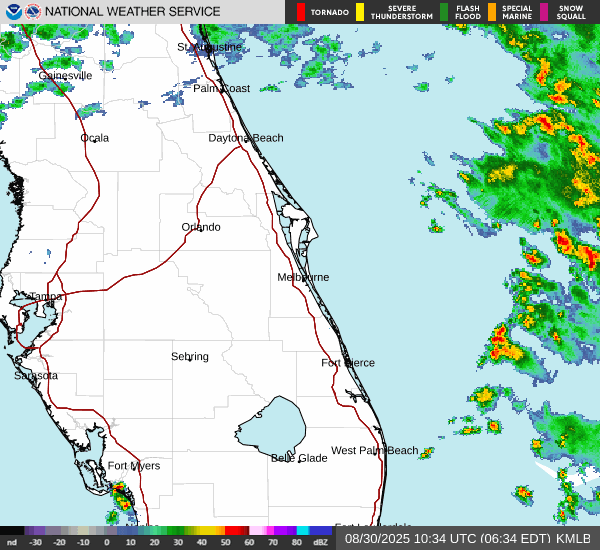 NATIONAL WEATHER SERVICE
TORNADO
SEVERE THUNDERSTORM
FLASH FLOOD
SPECIAL MARINE
SNOW SQUALL
St. Augustine
Gainesville
Palm Coast
Ocala
Daytona Beach
Orlando
Melbourne
Tampa
Sebring
Fort Pierce
Sarasota
West Palm Beach
Belle Glade
Fort Myers
nd -30 -20 -10 0 10 20 30 40 50 60 70 80 dBZ
08/30/2025 10:34 UTC (06:34 EDT) KMLB